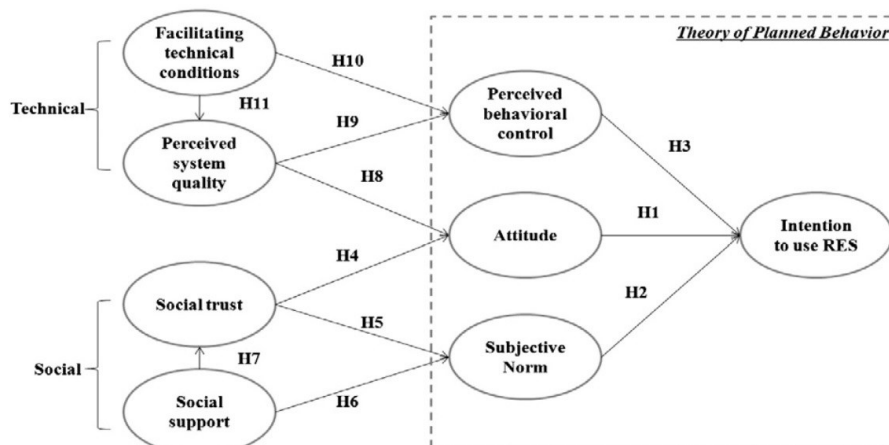 Theory of Planned Behavior
Facilitating
technical
conditions
H10
Technical
H11
Perceived
behavioral
control
H9
Perceived
system
quality
H3
H8
H1
Attitude
Intention
to use RES
H4
Social trust
H2
H5
Subjective
Norm
H7
Social
H6
Social
support